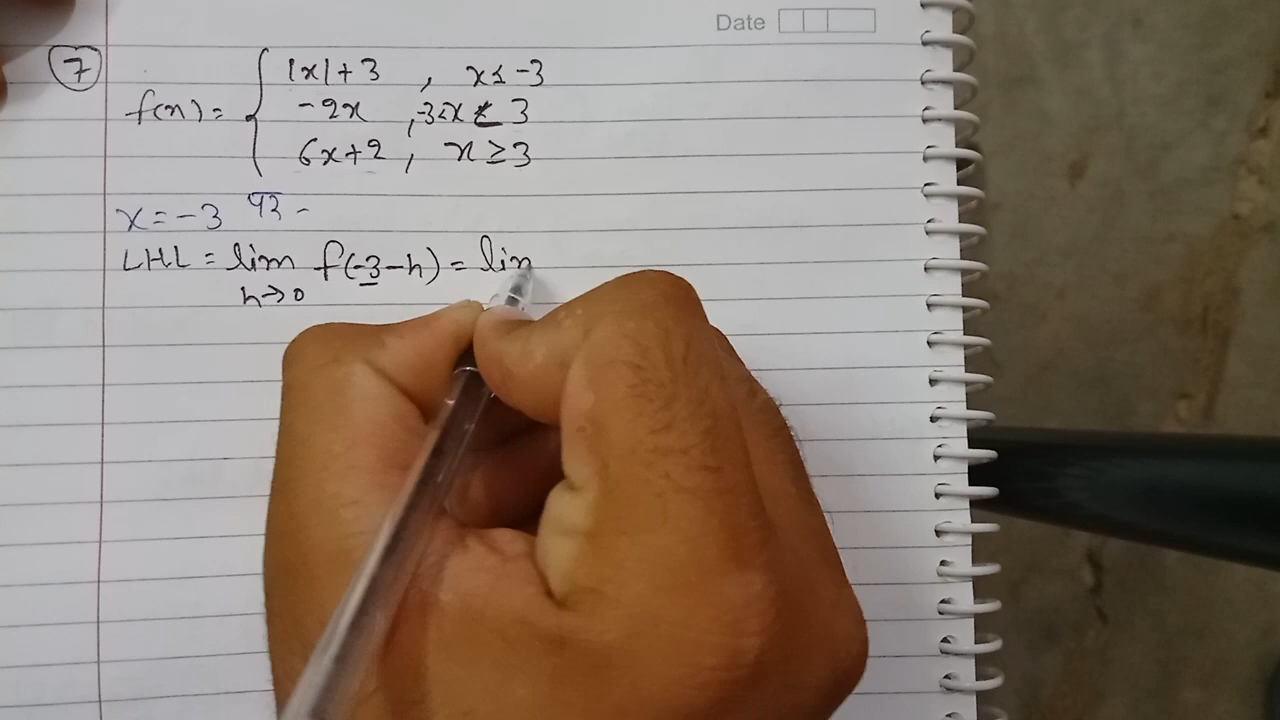 Date
7
f(x) = { |x|+3 , x ≤ -3
-2x , -3<x < 3
6x+2 , x ≥ 3
x = -3 पर -
LHL = lim f(-3-h) = lim
h→0